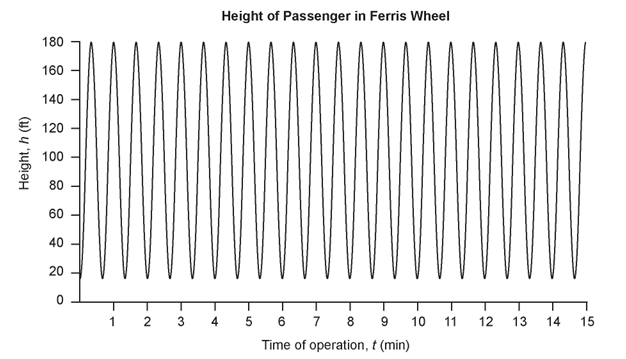 Height of Passenger in Ferris Wheel
Height, h (ft)
180
160
140
120
100
80
60
40
20
0
1 2 3 4 5 6 7 8 9 10 11 12 13 14 15
Time of operation, t (min)